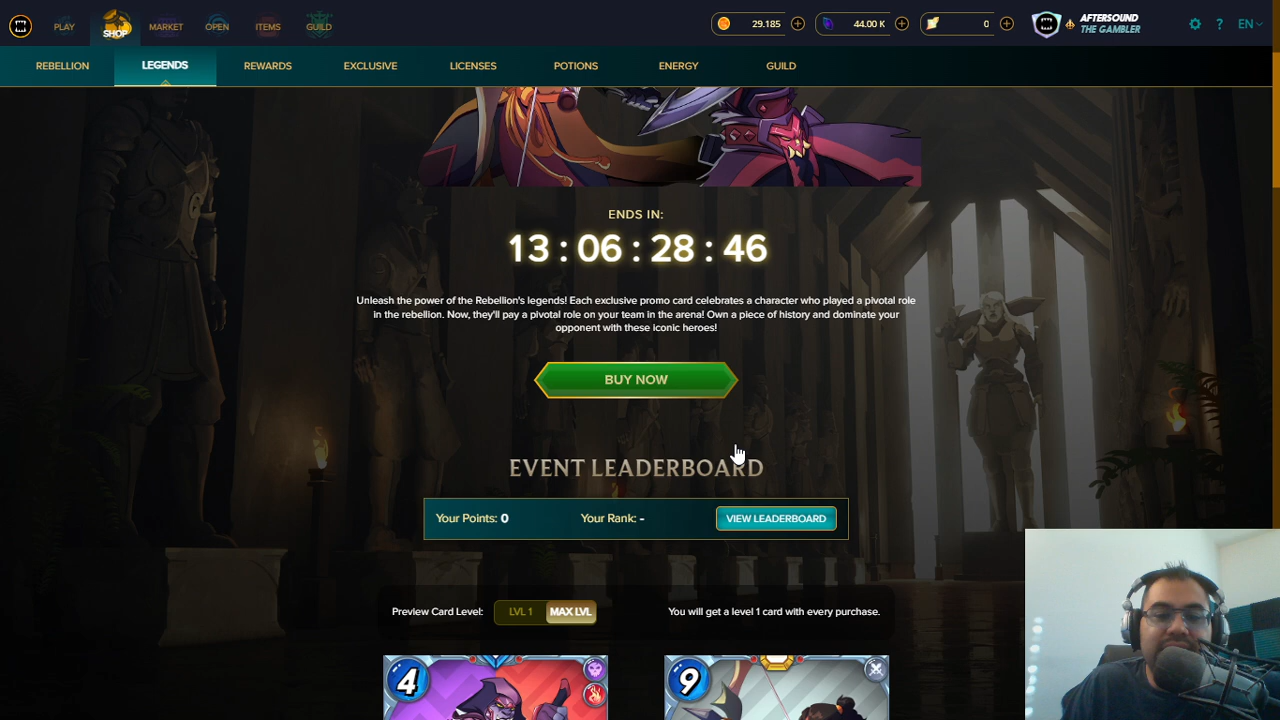 PLAY
SHOP
MARKET
OPEN
ITEMS
GUILD
29.185
44.00 K
0
AFTERSOUND
THE GAMBLER
?
EN
REBELLION
LEGENDS
REWARDS
EXCLUSIVE
LICENSES
POTIONS
ENERGY
GUILD
ENDS IN:
13 : 06 : 28 : 46
Unleash the power of the Rebellion's legends! Each exclusive promo card celebrates a character who played a pivotal role
in the rebellion. Now, they'll pay a pivotal role on your team in the arena! Own a piece of history and dominate your
opponent with these iconic heroes!
BUY NOW
EVENT LEADERBOARD
Your Points: 0
Your Rank: -
VIEW LEADERBOARD
Preview Card Level:
LVL 1
MAX LVL
You will get a level 1 card with every purchase.
4
9